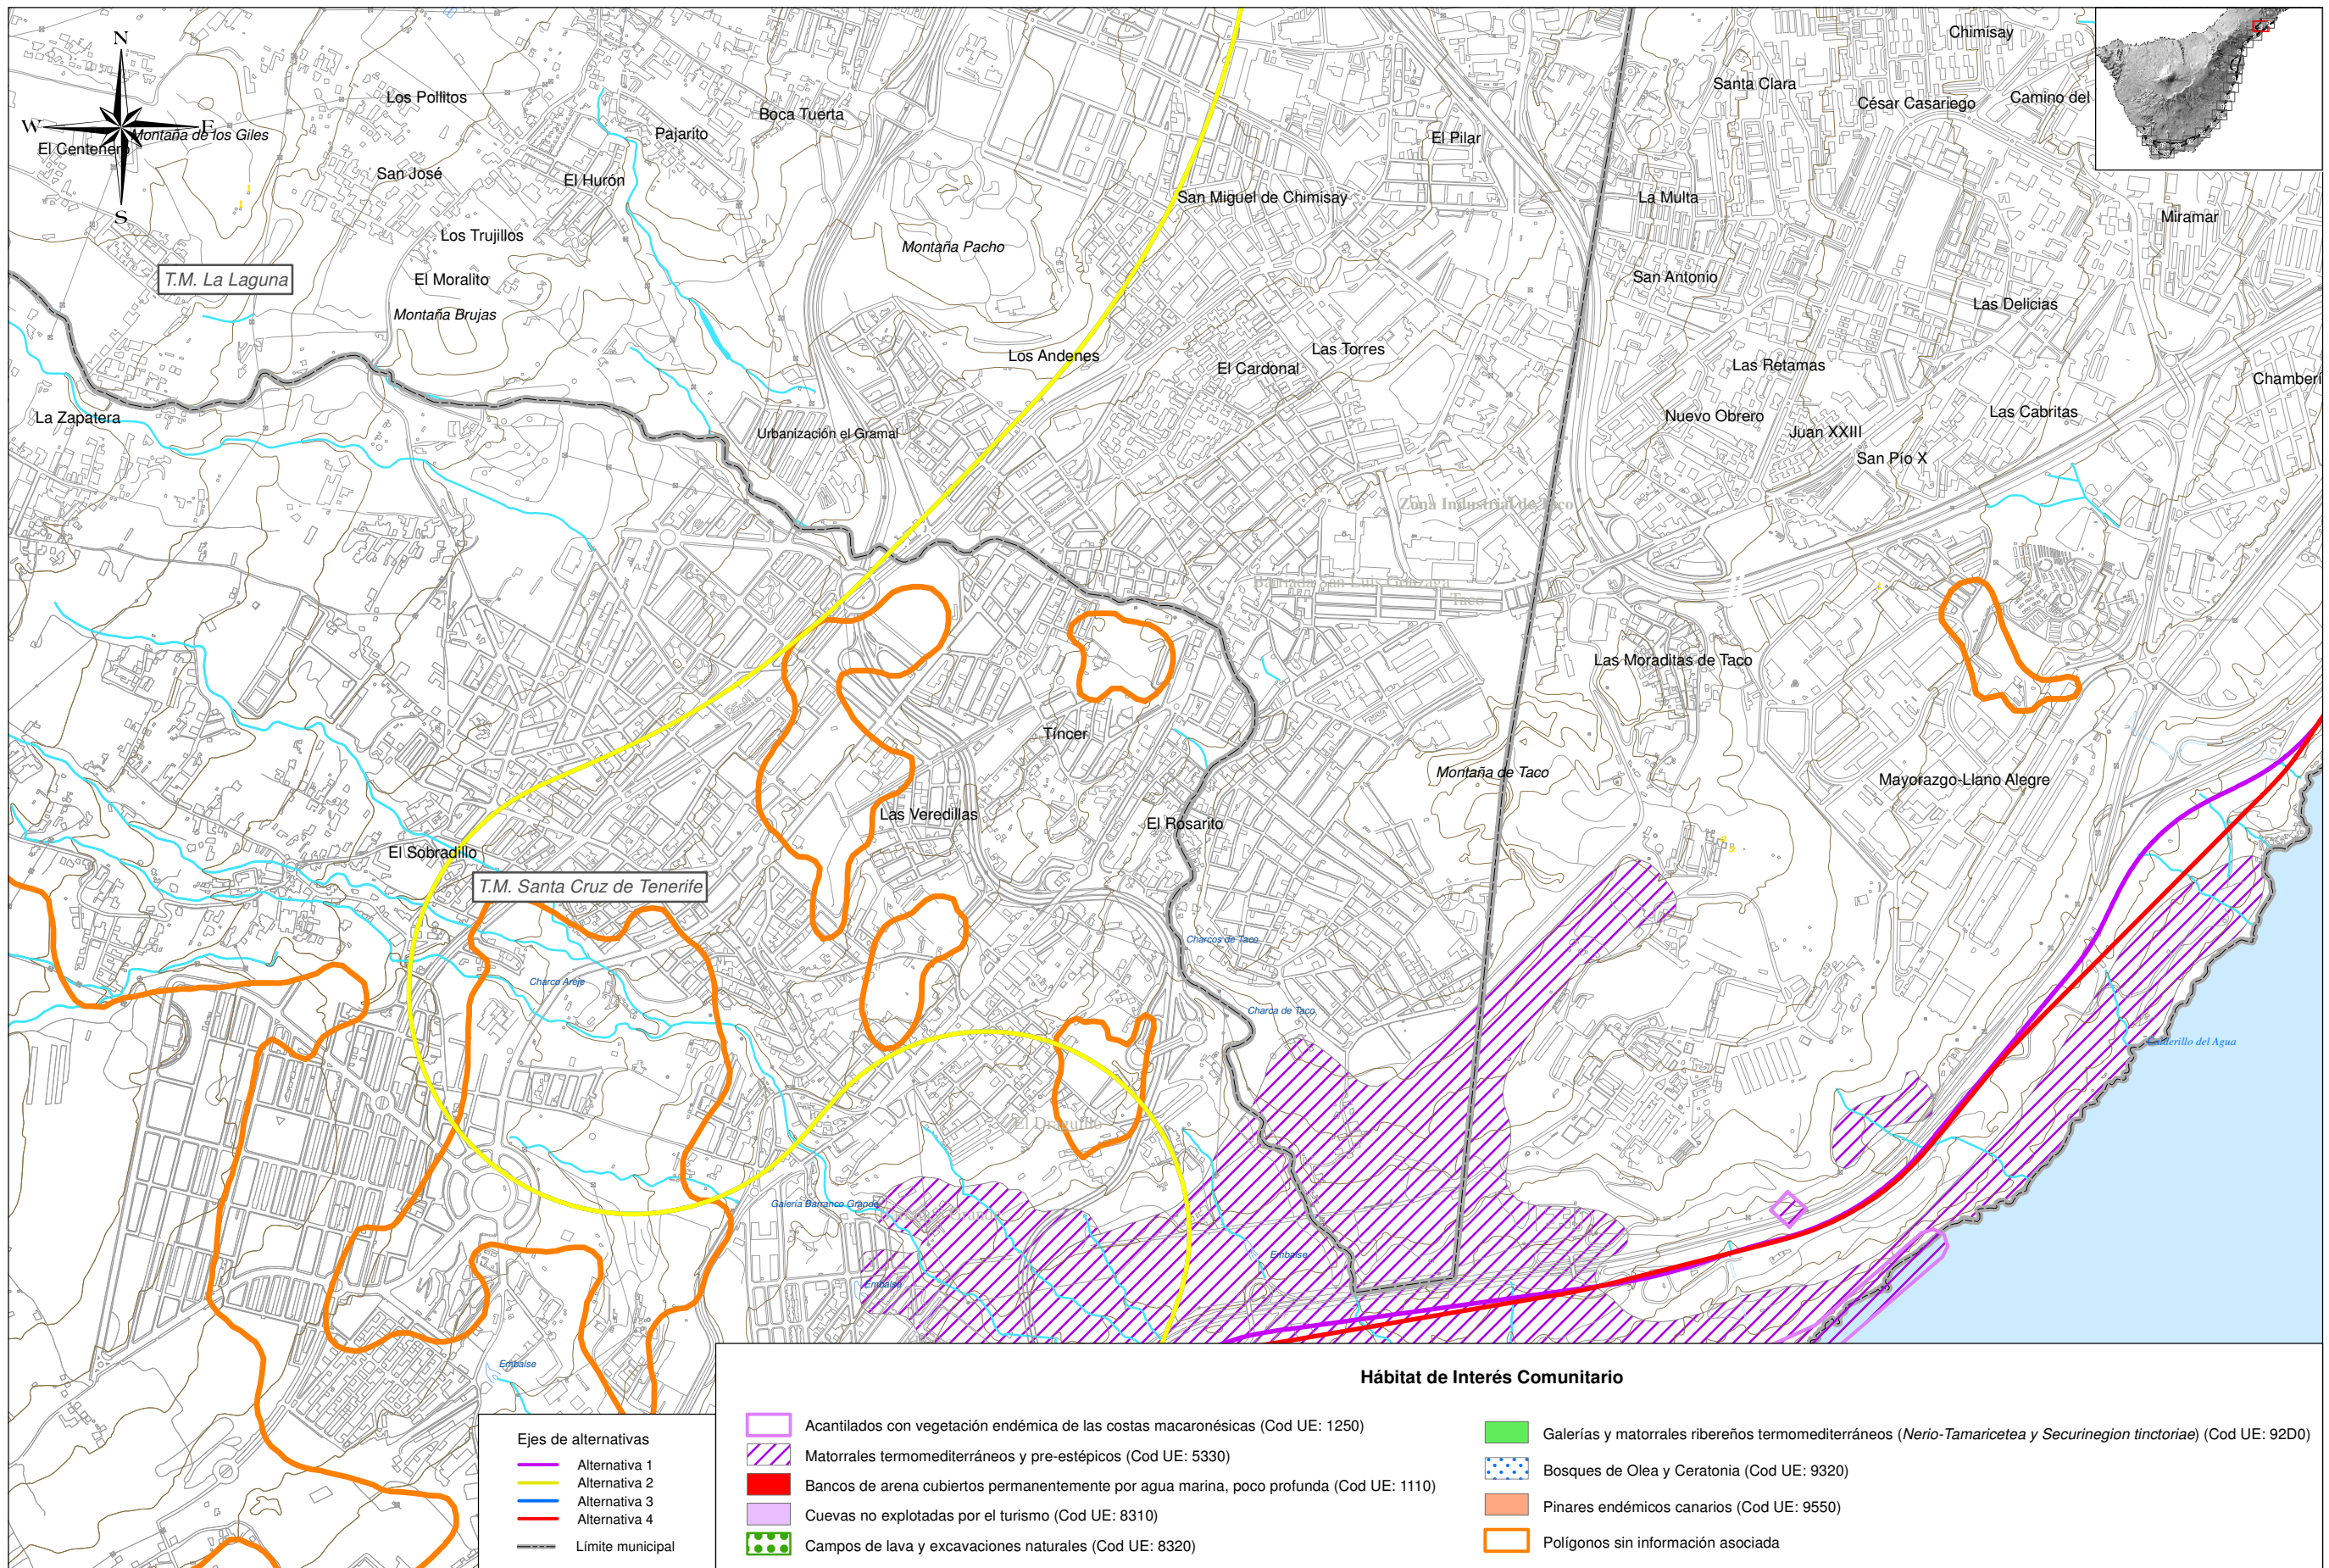 N
W
E
S
Chimisay
Santa Clara
César Casariego
Camino del
Los Pollitos
Boca Tuerta
Pajarito
Montaña de los Giles
El Centenero
El Pilar
San José
El Hurón
San Miguel de Chimisay
La Multa
Miramar
Los Trujillos
Montaña Pacho
T.M. La Laguna
El Moralito
San Antonio
Montaña Brujas
Las Delicias
Los Andenes
Las Torres
El Cardonal
Las Retamas
Chamberí
La Zapatera
Nuevo Obrero
Las Cabritas
Urbanización el Gramal
Juan XXIII
San Pío X
Zona Industrial de Taco
Barriada San Luis Gonzaga
Taco
Las Moraditas de Taco
Tíncer
Montaña de Taco
Mayorazgo-Llano Alegre
Las Veredillas
El Rosarito
El Sobradillo
T.M. Santa Cruz de Tenerife
Charcos de Taco
Charco Areje
Charca de Taco
Calderillo del Agua
El Draguillo
Galería Barranco Grande
Embalse
Embalse
Embalse
Hábitat de Interés Comunitario
Acantilados con vegetación endémica de las costas macaronésicas (Cod UE: 1250)
Matorrales termomediterráneos y pre-estépicos (Cod UE: 5330)
Bancos de arena cubiertos permanentemente por agua marina, poco profunda (Cod UE: 1110)
Cuevas no explotadas por el turismo (Cod UE: 8310)
Campos de lava y excavaciones naturales (Cod UE: 8320)
Galerías y matorrales ribereños termomediterráneos (Nerio-Tamaricetea y Securinegion tinctoriae) (Cod UE: 92D0)
Bosques de Olea y Ceratonia (Cod UE: 9320)
Pinares endémicos canarios (Cod UE: 9550)
Polígonos sin información asociada
Ejes de alternativas
Alternativa 1
Alternativa 2
Alternativa 3
Alternativa 4
Límite municipal